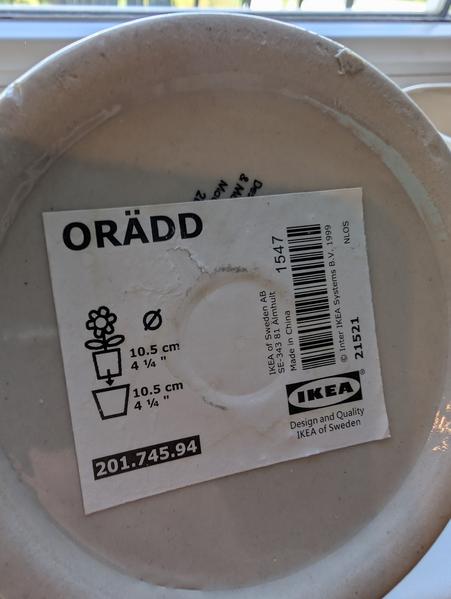 ORÄDD
Ø
10.5 cm
4 ¼ "
10.5 cm
4 ¼ "
201.745.94
IKEA of Sweden AB
SE-343 81 Älmhult
1547
Made in China
© Inter IKEA Systems B.V. 1999
21521
NLOS
IKEA®
Design and Quality
IKEA of Sweden